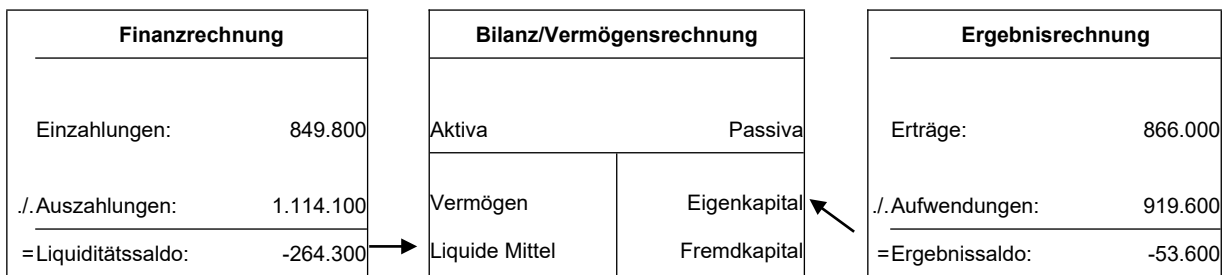 Finanzrechnung
Einzahlungen: 849.800
./. Auszahlungen: 1.114.100
=Liquiditätssaldo: -264.300
Bilanz/Vermögensrechnung
Aktiva Passiva
Vermögen Eigenkapital
Liquide Mittel Fremdkapital
Ergebnisrechnung
Erträge: 866.000
./. Aufwendungen: 919.600
=Ergebnissaldo: -53.600